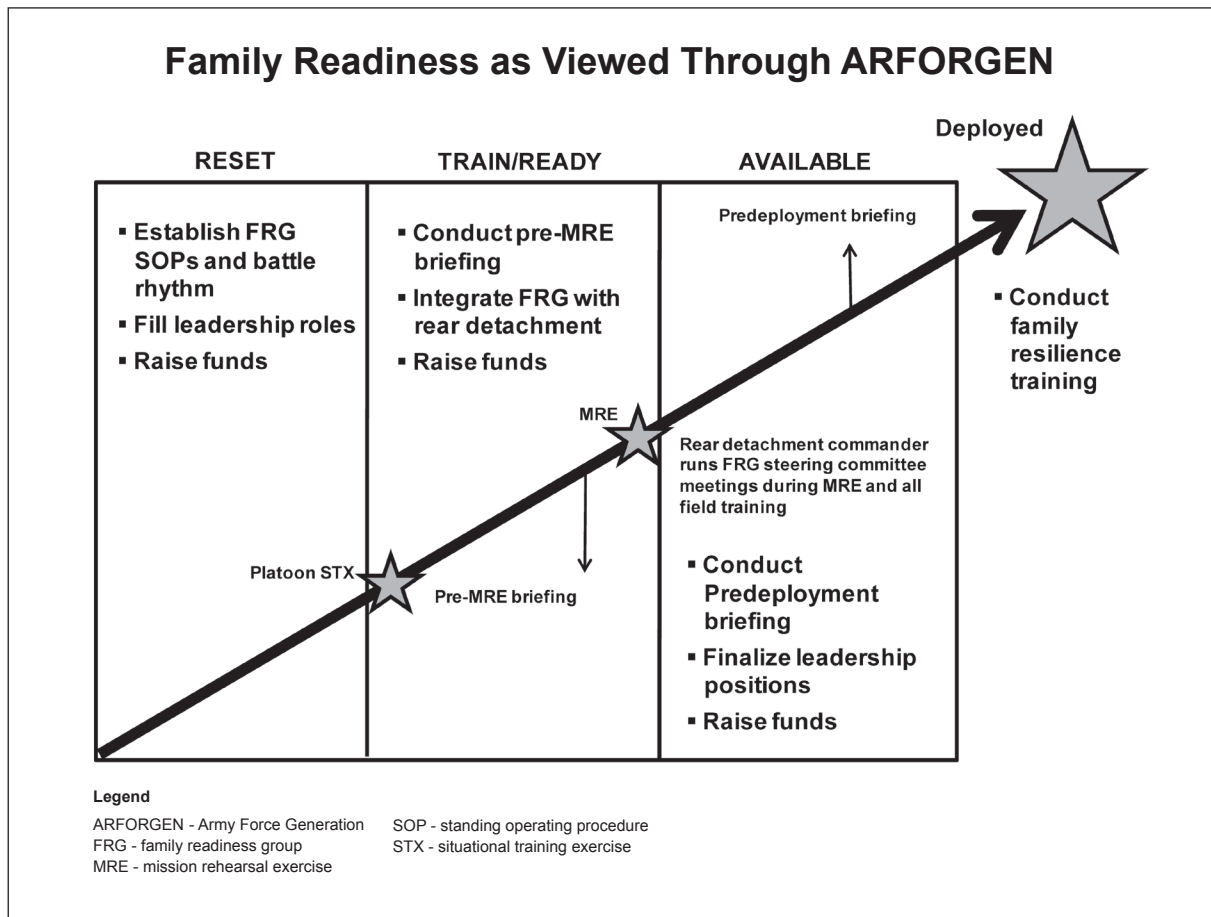 Family Readiness as Viewed Through ARFORGEN
RESET
▪ Establish FRG
SOPs and battle
rhythm
▪ Fill leadership roles
▪ Raise funds
Platoon STX
TRAIN/READY
▪ Conduct pre-MRE
briefing
▪ Integrate FRG with
rear detachment
▪ Raise funds
MRE
Pre-MRE briefing
AVAILABLE
Predeployment briefing
Rear detachment commander
runs FRG steering committee
meetings during MRE and all
field training
▪ Conduct
Predeployment
briefing
▪ Finalize leadership
positions
▪ Raise funds
Deployed
▪ Conduct
family
resilience
training
Legend
ARFORGEN - Army Force Generation
FRG - family readiness group
MRE - mission rehearsal exercise
SOP - standing operating procedure
STX - situational training exercise